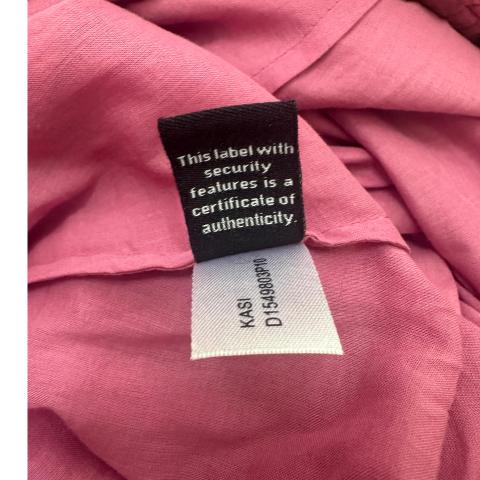 This label with
security
features is a
certificate of
authenticity.
KASI
D1549803P10